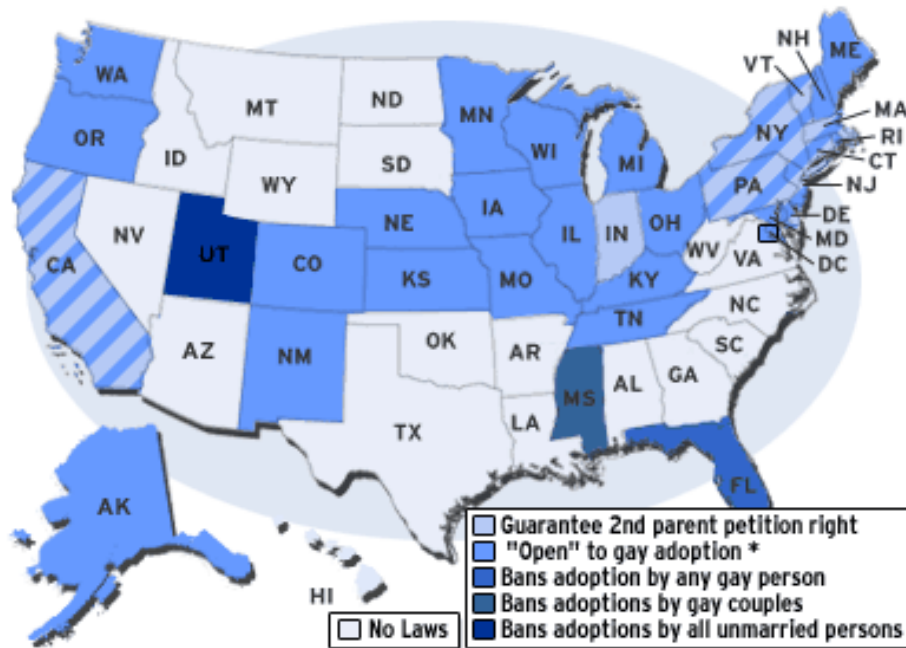 NH
ME
VT
WA
MT
ND
MN
MA
OR
ID
SD
WI
MI
NY
RI
WY
CT
PA
NJ
NV
NE
IA
IL
IN
OH
DE
CA
UT
CO
KS
MO
KY
WV
VA
MD
DC
AZ
NM
OK
AR
TN
NC
SC
TX
LA
MS
AL
GA
AK
FL
HI
Guarantee 2nd parent petition right
"Open" to gay adoption *
Bans adoption by any gay person
Bans adoptions by gay couples
No Laws
Bans adoptions by all unmarried persons